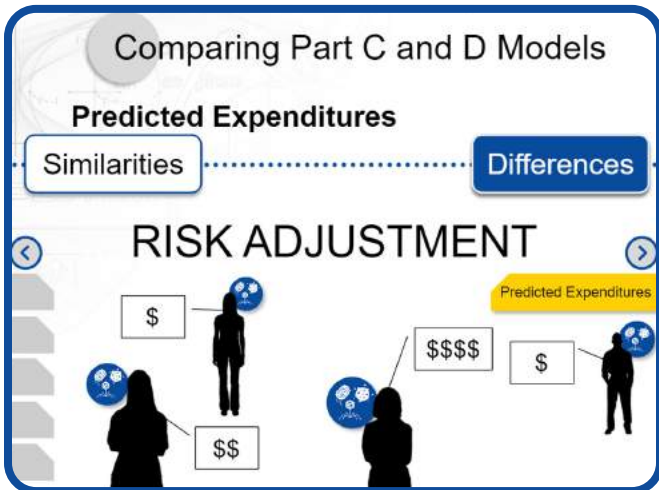 Comparing Part C and D Models
Predicted Expenditures
Similarities
Differences
RISK ADJUSTMENT
Predicted Expenditures
$
$$$$
$
$$